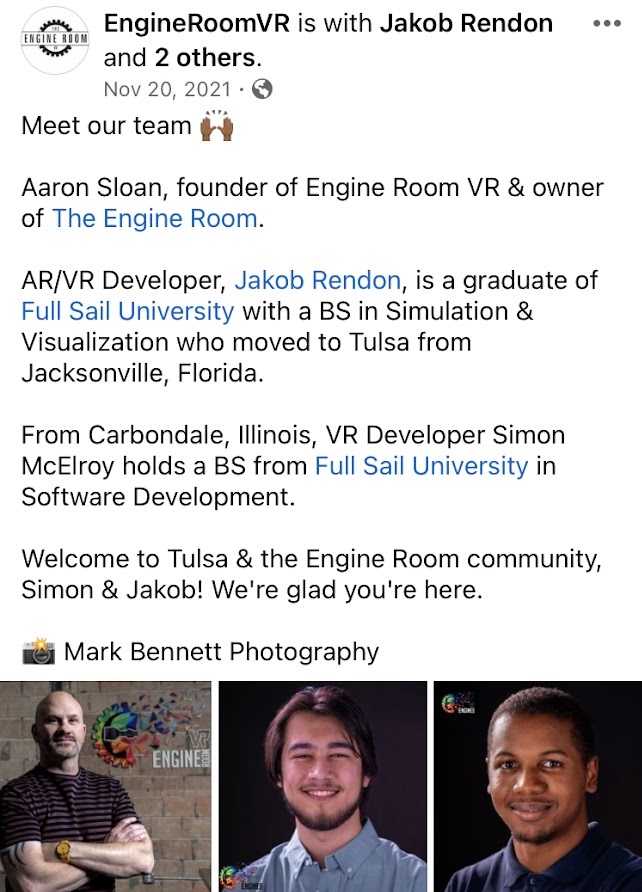 THE
ENGINE ROOM
EngineRoomVR is with Jakob Rendon
and 2 others.
Nov 20, 2021 ·
Meet our team 🙌🏾
Aaron Sloan, founder of Engine Room VR & owner
of The Engine Room.
AR/VR Developer, Jakob Rendon, is a graduate of
Full Sail University with a BS in Simulation &
Visualization who moved to Tulsa from
Jacksonville, Florida.
From Carbondale, Illinois, VR Developer Simon
McElroy holds a BS from Full Sail University in
Software Development.
Welcome to Tulsa & the Engine Room community,
Simon & Jakob! We're glad you're here.
📸 Mark Bennett Photography
VR
ENGINE
ROOM
ENGINE
ENGINE